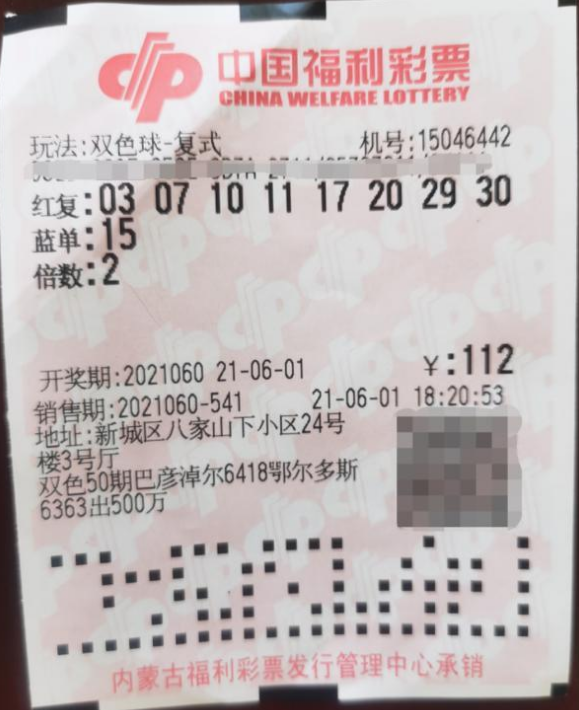 中国福利彩票
CHINA WELFARE LOTTERY
玩法:双色球-复式 机号:15046442
红复:03 07 10 11 17 20 29 30
蓝单:15
倍数:2
开奖期:2021060 21-06-01 ¥:112
销售期:2021060-541 21-06-01 18:20:53
地址:新城区八家山下小区24号
楼3号厅
双色50期巴彦淖尔6418鄂尔多斯
6363出500万
内蒙古福利彩票发行管理中心承销